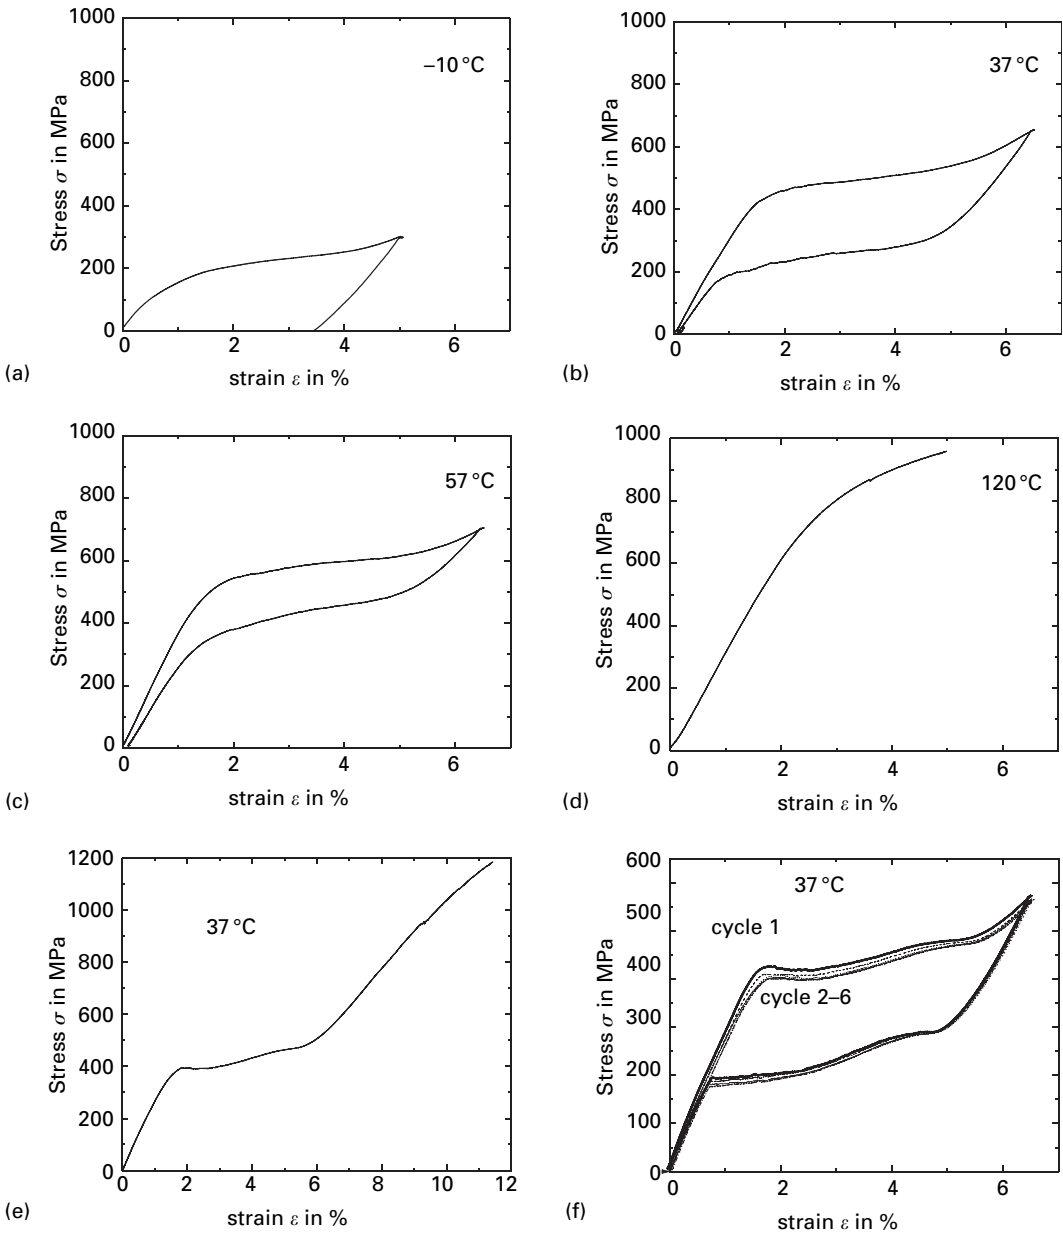 1000
800
600
400
200
0
Stress σ in MPa
–10 °C
0 2 4 6
strain ε in %
(a)
1000
800
600
400
200
0
Stress σ in MPa
37 °C
0 2 4 6
strain ε in %
(b)
1000
800
600
400
200
0
Stress σ in MPa
57 °C
0 2 4 6
strain ε in %
(c)
1000
800
600
400
200
0
Stress σ in MPa
120 °C
0 2 4 6
strain ε in %
(d)
1200
1000
800
600
400
200
0
Stress σ in MPa
37 °C
0 2 4 6 8 10 12
strain ε in %
(e)
600
500
400
300
200
100
0
Stress σ in MPa
37 °C
cycle 1
cycle 2–6
0 2 4 6
strain ε in %
(f)